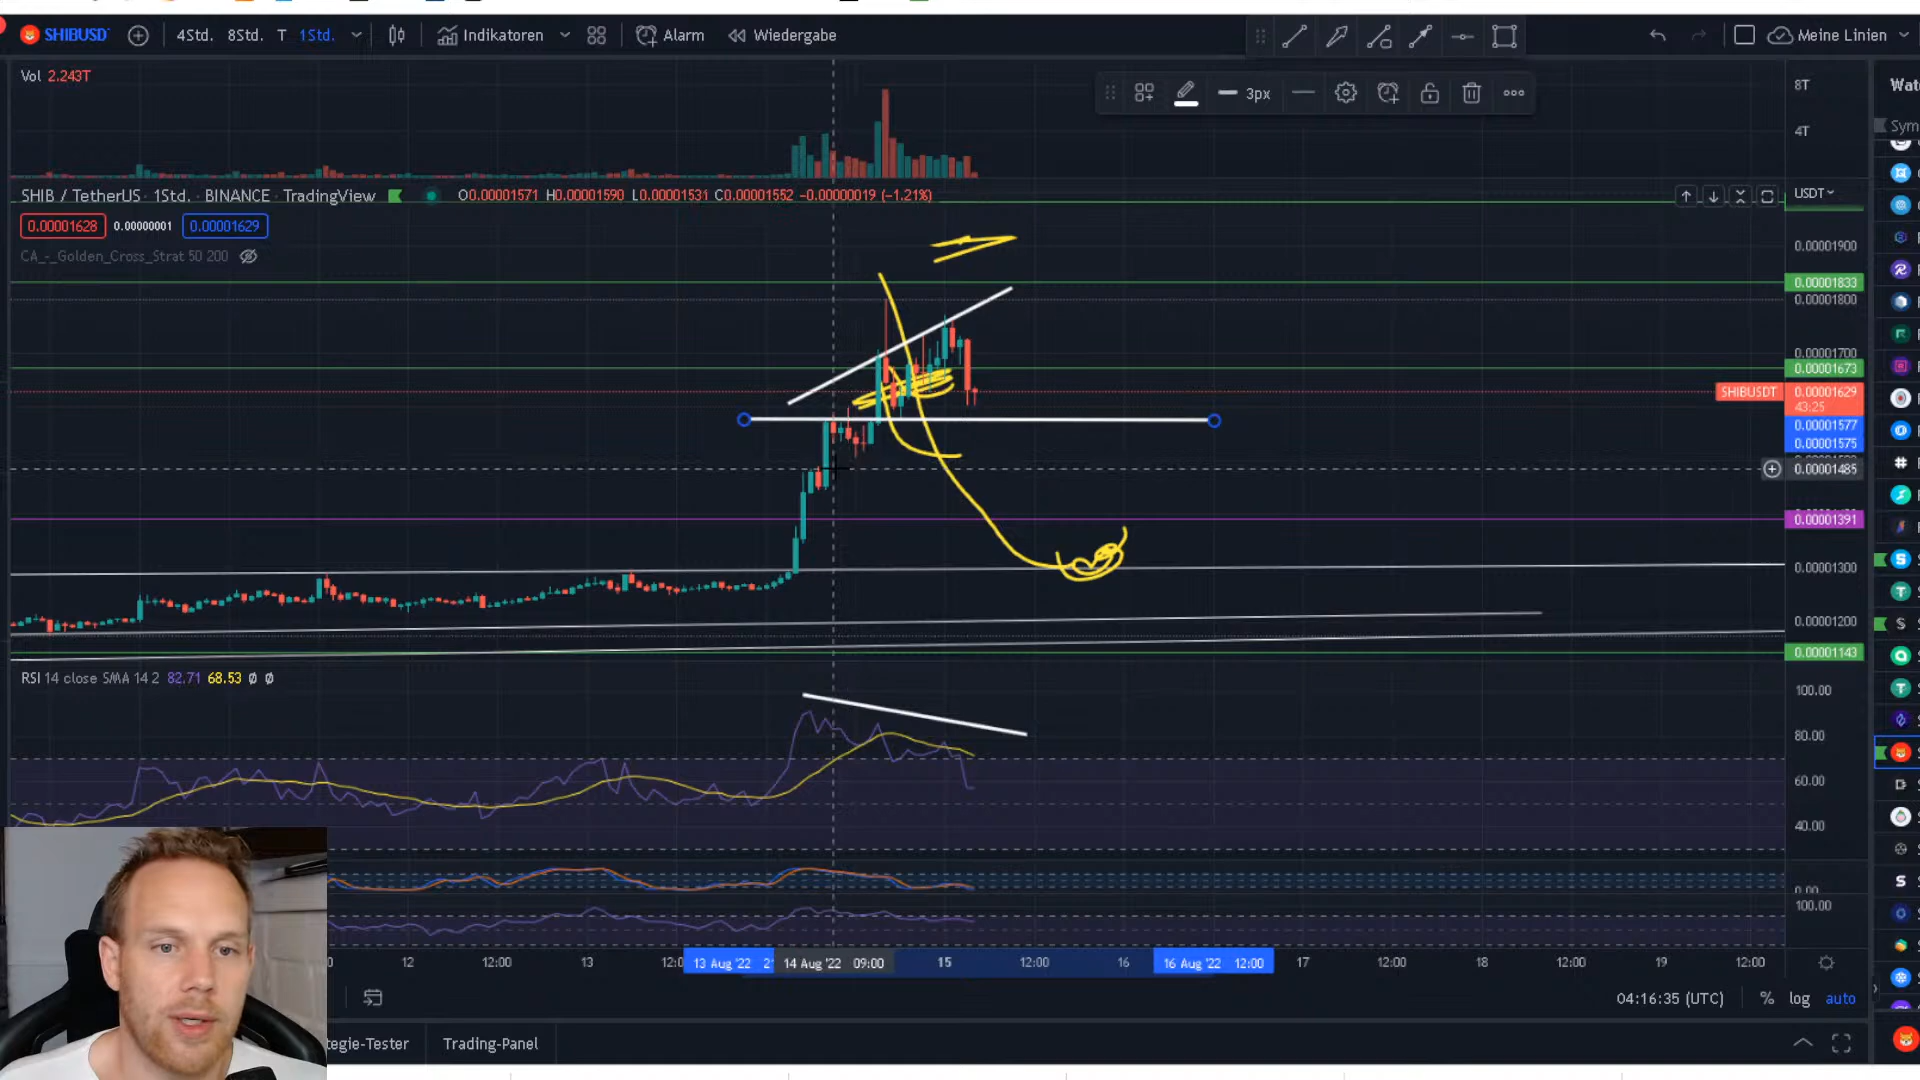 SHIBUSD
4Std. 8Std. T 1Std.
Indikatoren
Alarm
Wiedergabe
Meine Linien
Vol 2.243T
3px
8T
4T
Wat
Sym
SHIB / TetherUS · 1Std. · BINANCE · TradingView
O0.00001571 H0.00001590 L0.00001531 C0.00001552 −0.00000019 (−1.21%)
USDT
0.00001628 0.00000001 0.00001629
CA_-_Golden_Cross_Strat 50 200
0.00001900
0.00001833
0.00001800
0.00001700
0.00001673
SHIBUSDT 0.00001629
43:25
0.00001577
0.00001575
0.00001485
0.00001391
0.00001300
0.00001200
0.00001143
RSI 14 close SMA 14 2 82.71 68.53 Ø Ø
100.00
80.00
60.00
40.00
0.00
100.00
12 12:00 13 13 Aug '22 14 Aug '22 09:00 15 12:00 16 16 Aug '22 12:00 17 12:00 18 12:00 19 12:00
04:16:35 (UTC) % log auto
tegie-Tester Trading-Panel